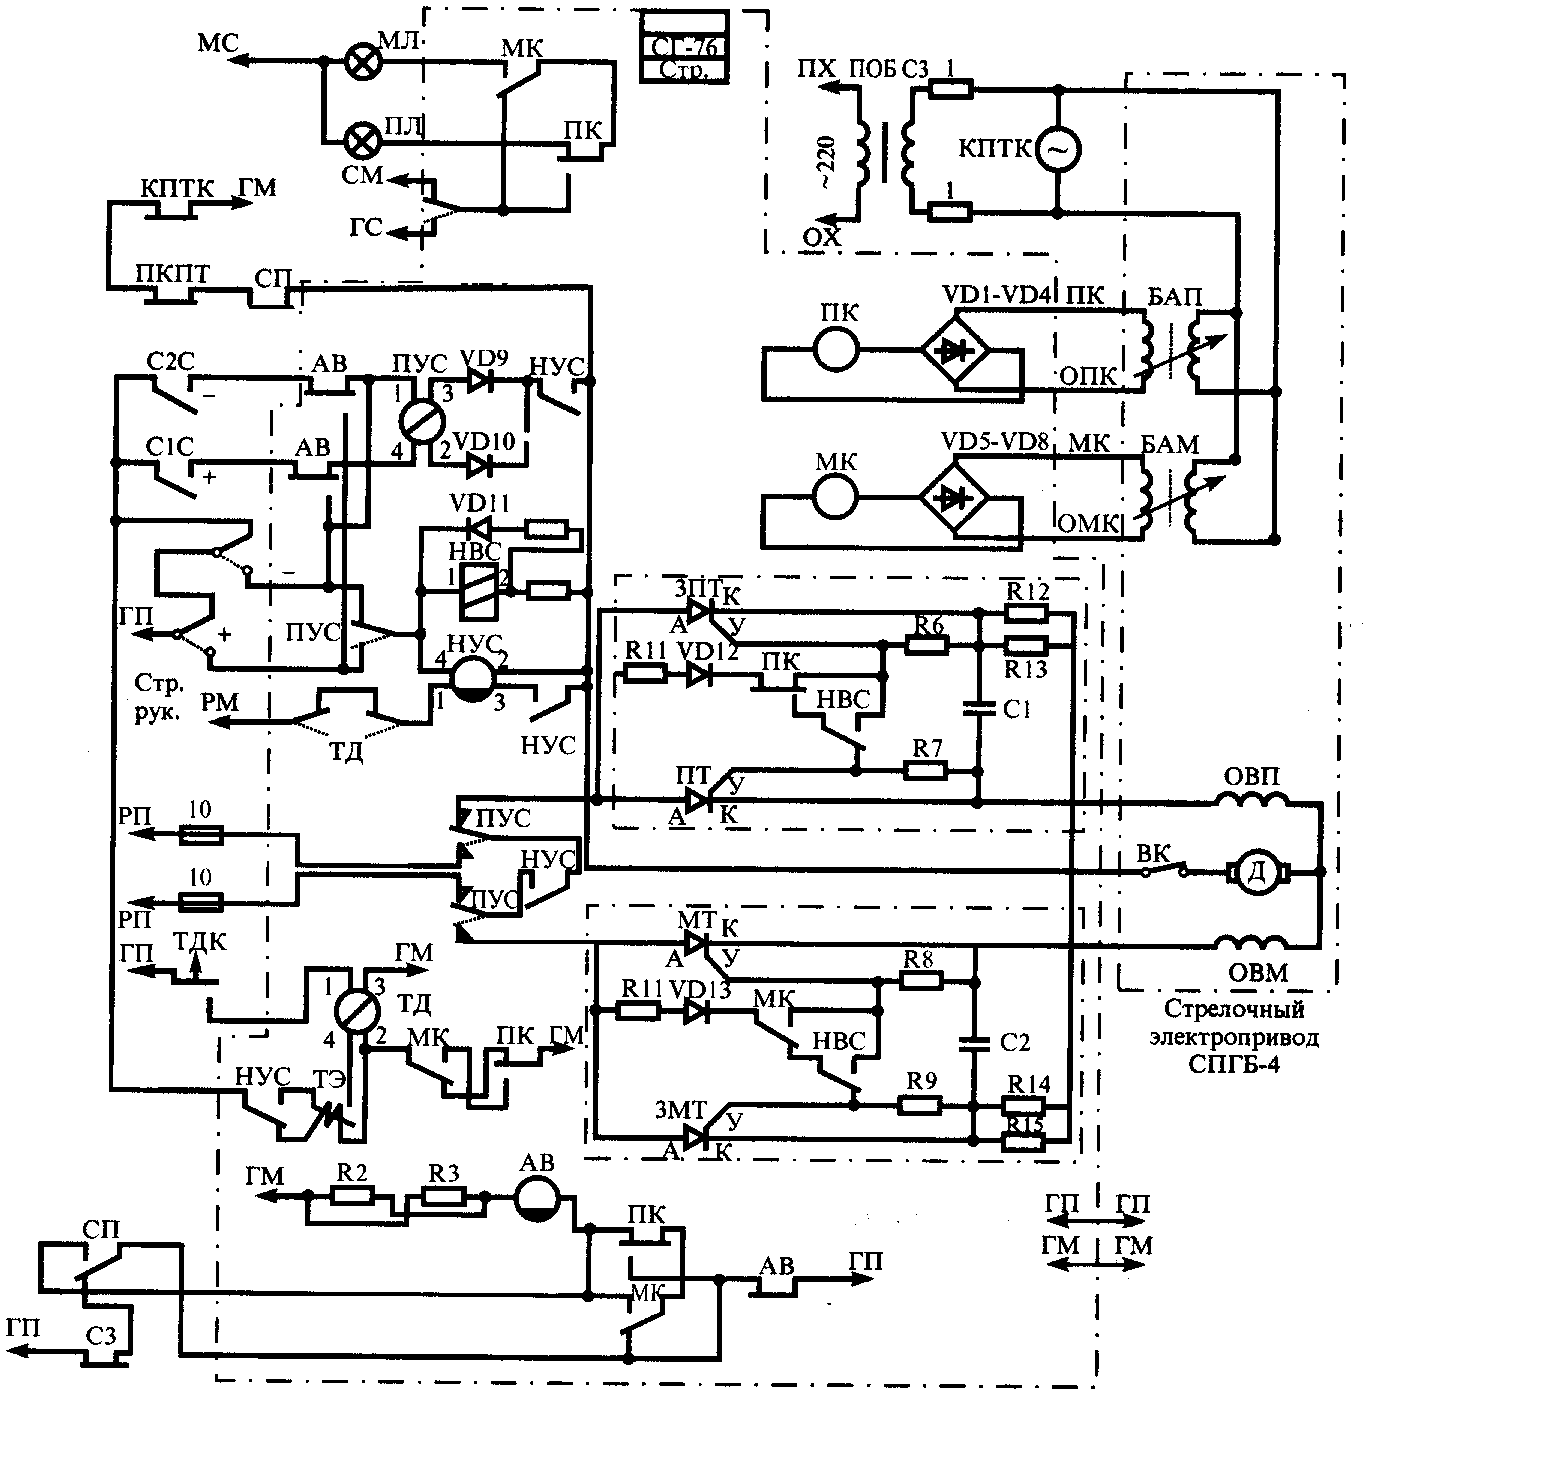 МС
МЛ
МК
СГ-76
Стр.
ПЛ
ПК
СМ
ГС
КПТК
ГМ
ПКПТ
СП
ПХ
ПОБ С3
1
~220
КПТК
1
ОХ
ПК
VD1-VD4
ПК
БАП
ОПК
МК
VD5-VD8
МК
БАМ
ОМК
С2С
−
АВ
ПУС
1
3
4
2
VD9
НУС
С1С
+
АВ
VD10
VD11
НВС
1
2
−
ГП
+
ПУС
НУС
4
2
1
3
Стр.
рук.
РМ
ТД
НУС
ЗПТ
К
А
У
R12
R6
R13
R11
VD12
ПК
НВС
С1
R7
ПТ
У
А
К
ОВП
ВК
Д
ОВМ
Стрелочный
электропривод
СПГБ-4
РП
10
ПУС
НУС
РП
10
ПУС
ГП
ТДК
ГМ
1
3
ТД
4
2
МК
ПК
ГМ
НУС
ТЭ
МТ
К
А
У
R8
R11
VD13
МК
НВС
С2
R9
R14
ЗМТ
У
А
К
R15
ГМ
R2
R3
АВ
ПК
СП
МК
АВ
ГП
ГП
С3
ГП
ГП
ГМ
ГМ